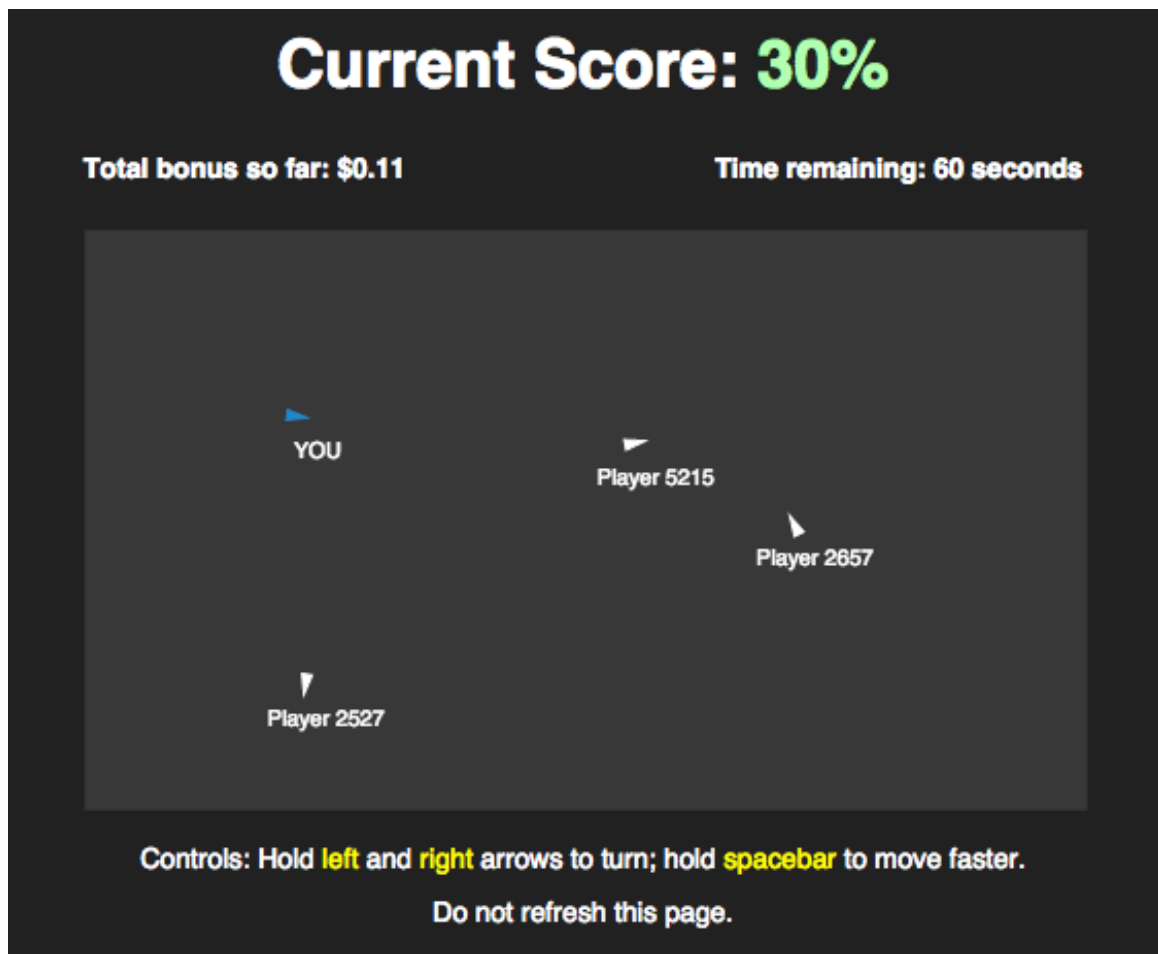 Current Score: 30%
Total bonus so far: $0.11
Time remaining: 60 seconds
YOU
Player 5215
Player 2657
Player 2527
Controls: Hold left and right arrows to turn; hold spacebar to move faster.
Do not refresh this page.